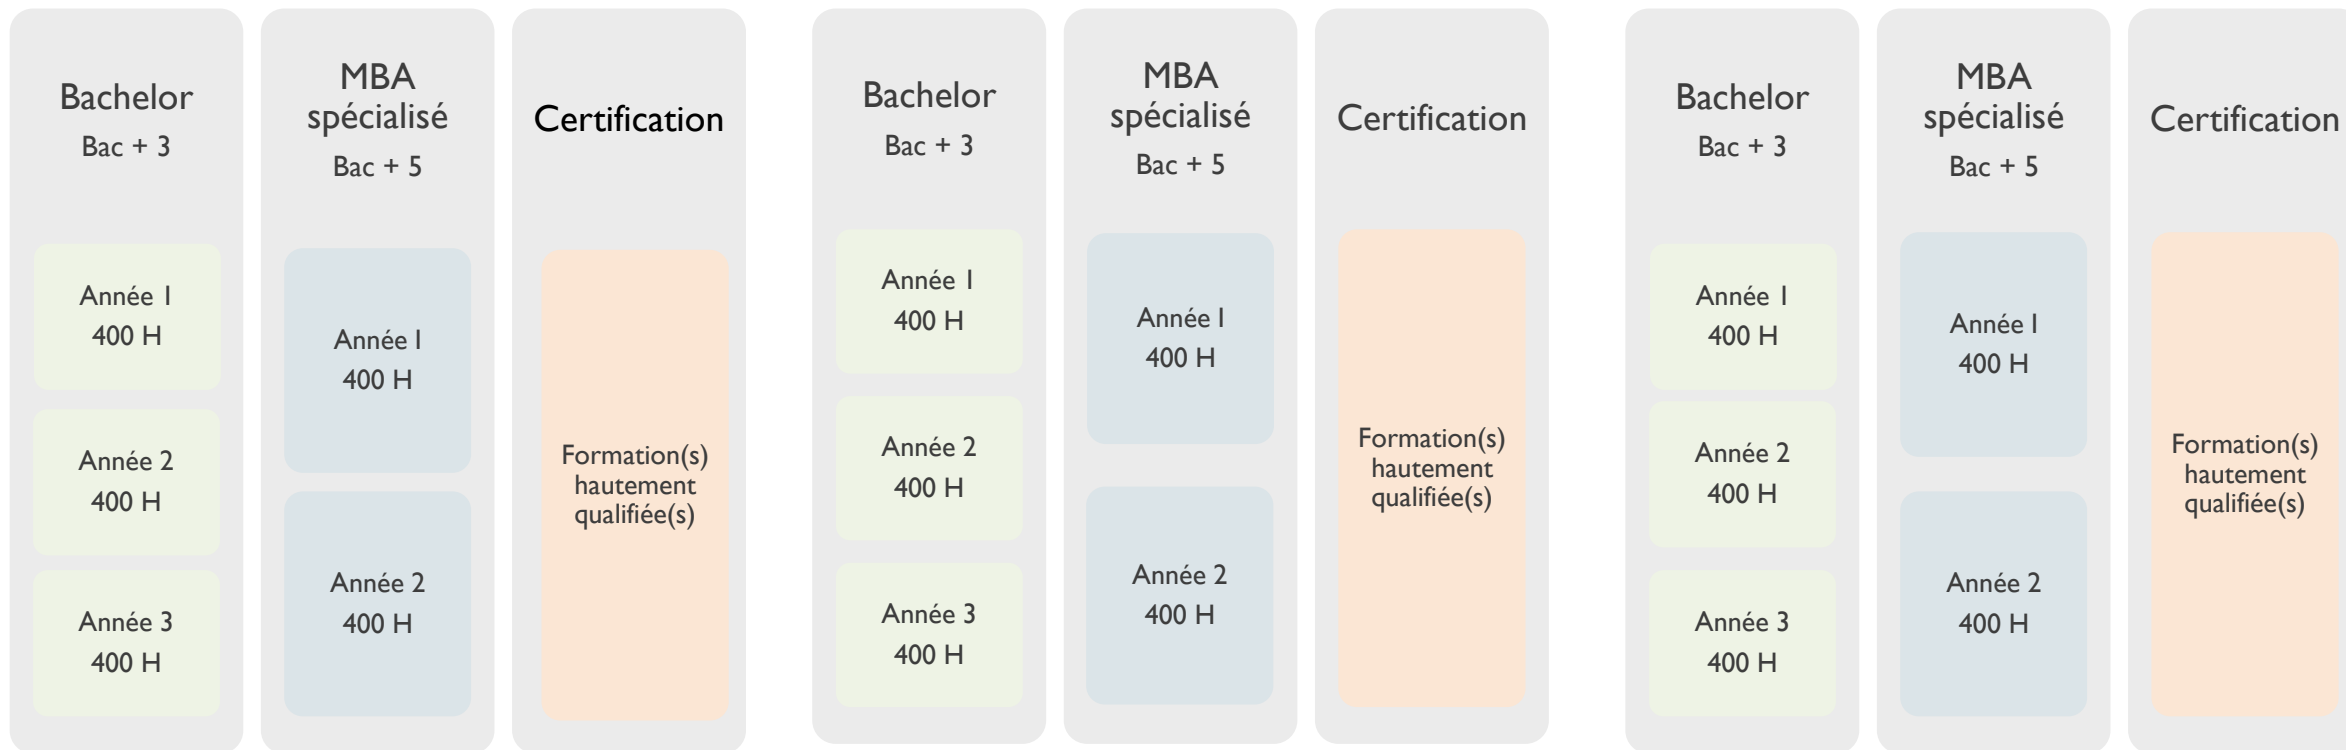 Bachelor
Bac + 3
Année 1
400 H
Année 2
400 H
Année 3
400 H
MBA
spécialisé
Bac + 5
Année 1
400 H
Année 2
400 H
Certification
Formation(s)
hautement
qualifiée(s)
Bachelor
Bac + 3
Année 1
400 H
Année 2
400 H
Année 3
400 H
MBA
spécialisé
Bac + 5
Année 1
400 H
Année 2
400 H
Certification
Formation(s)
hautement
qualifiée(s)
Bachelor
Bac + 3
Année 1
400 H
Année 2
400 H
Année 3
400 H
MBA
spécialisé
Bac + 5
Année 1
400 H
Année 2
400 H
Certification
Formation(s)
hautement
qualifiée(s)